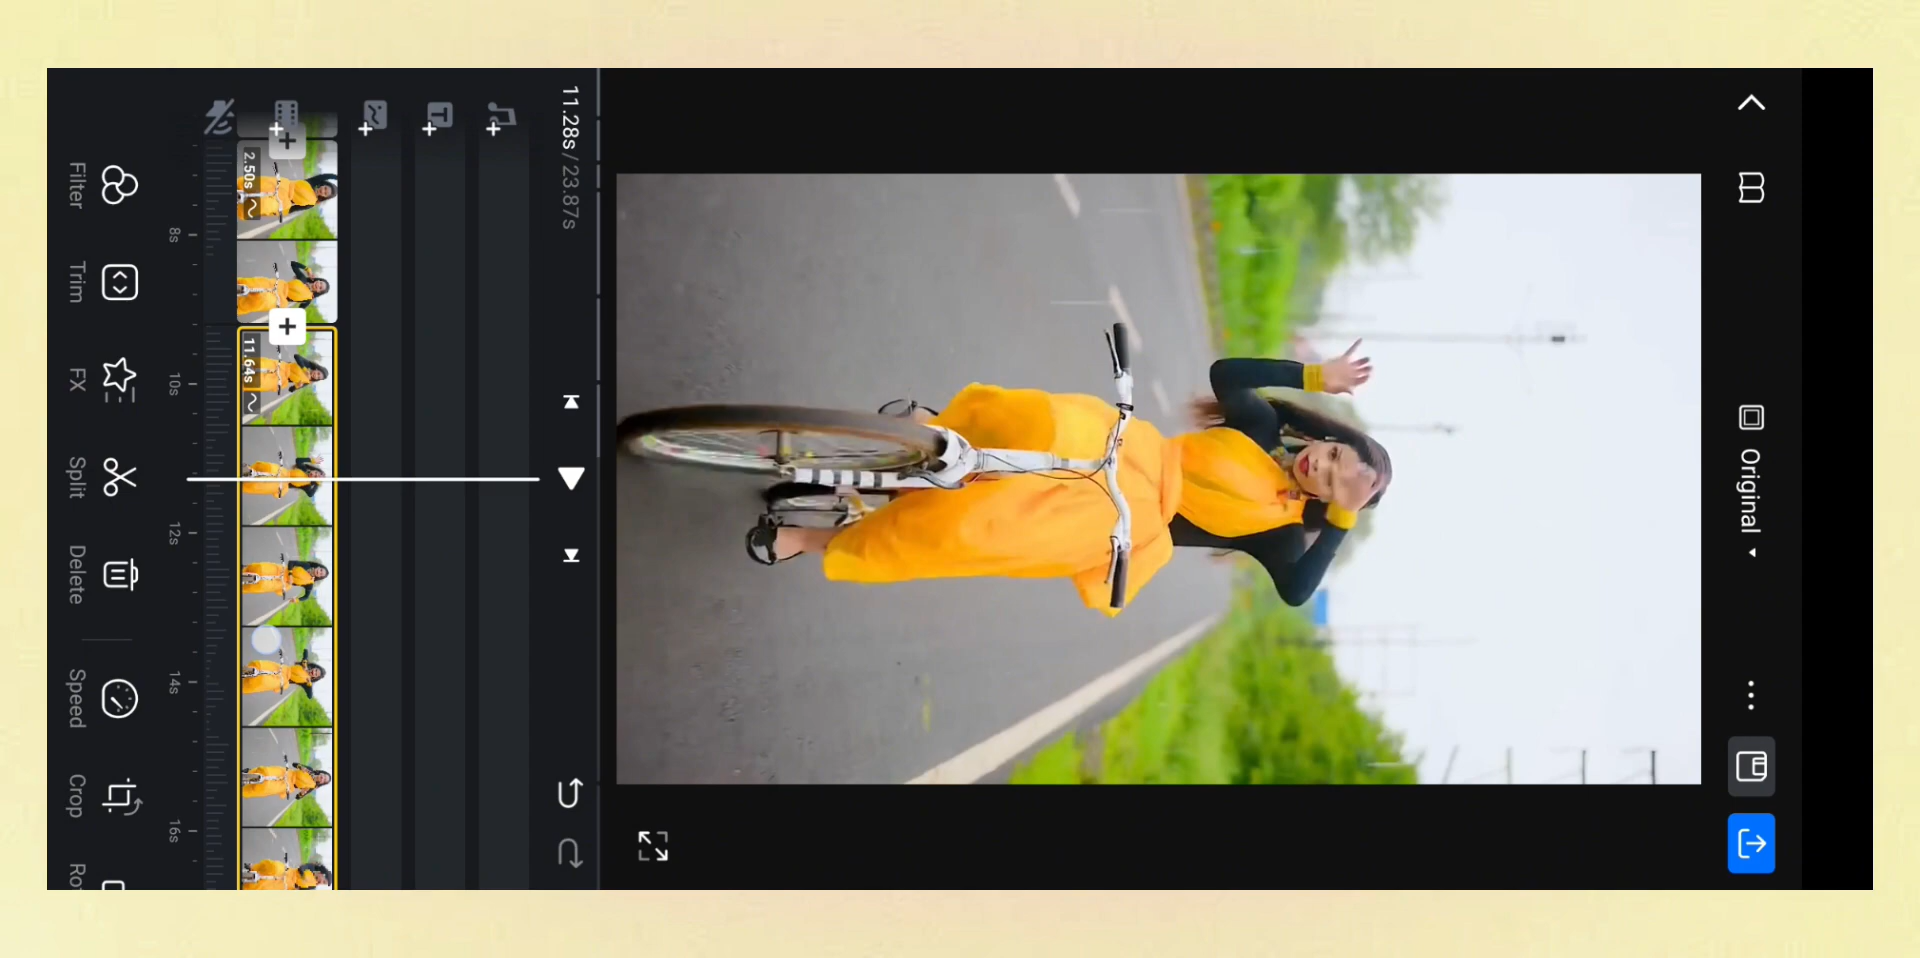 Original
11.28s / 23.87s
2.50s
11.64s
8s
10s
12s
14s
16s
Filter
Trim
FX
Split
Delete
Speed
Crop
Ro